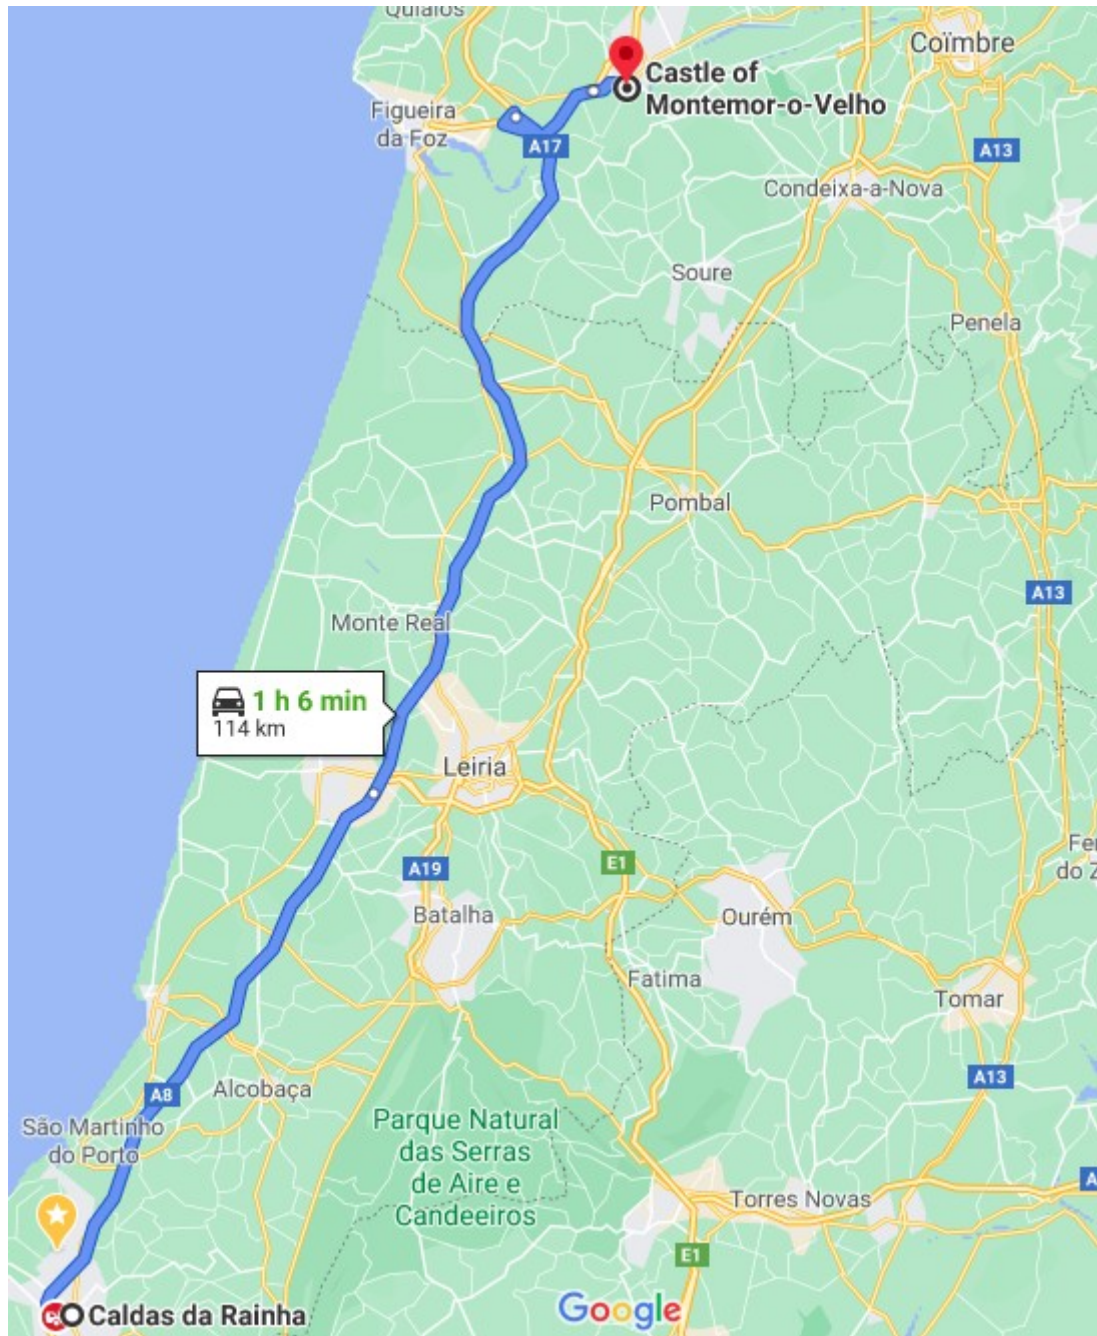 Quiaios
Coïmbre
Castle of
Montemor-o-Velho
Figueira
da Foz
A17
A13
Condeixa-a-Nova
Soure
Penela
Pombal
A13
Monte Real
1 h 6 min
114 km
Leiria
A19
E1
Batalha
Ourém
Fatima
Tomar
A8
Alcobaça
A13
São Martinho
do Porto
Parque Natural
das Serras
de Aire e
Candeeiros
Torres Novas
E1
Google
Caldas da Rainha